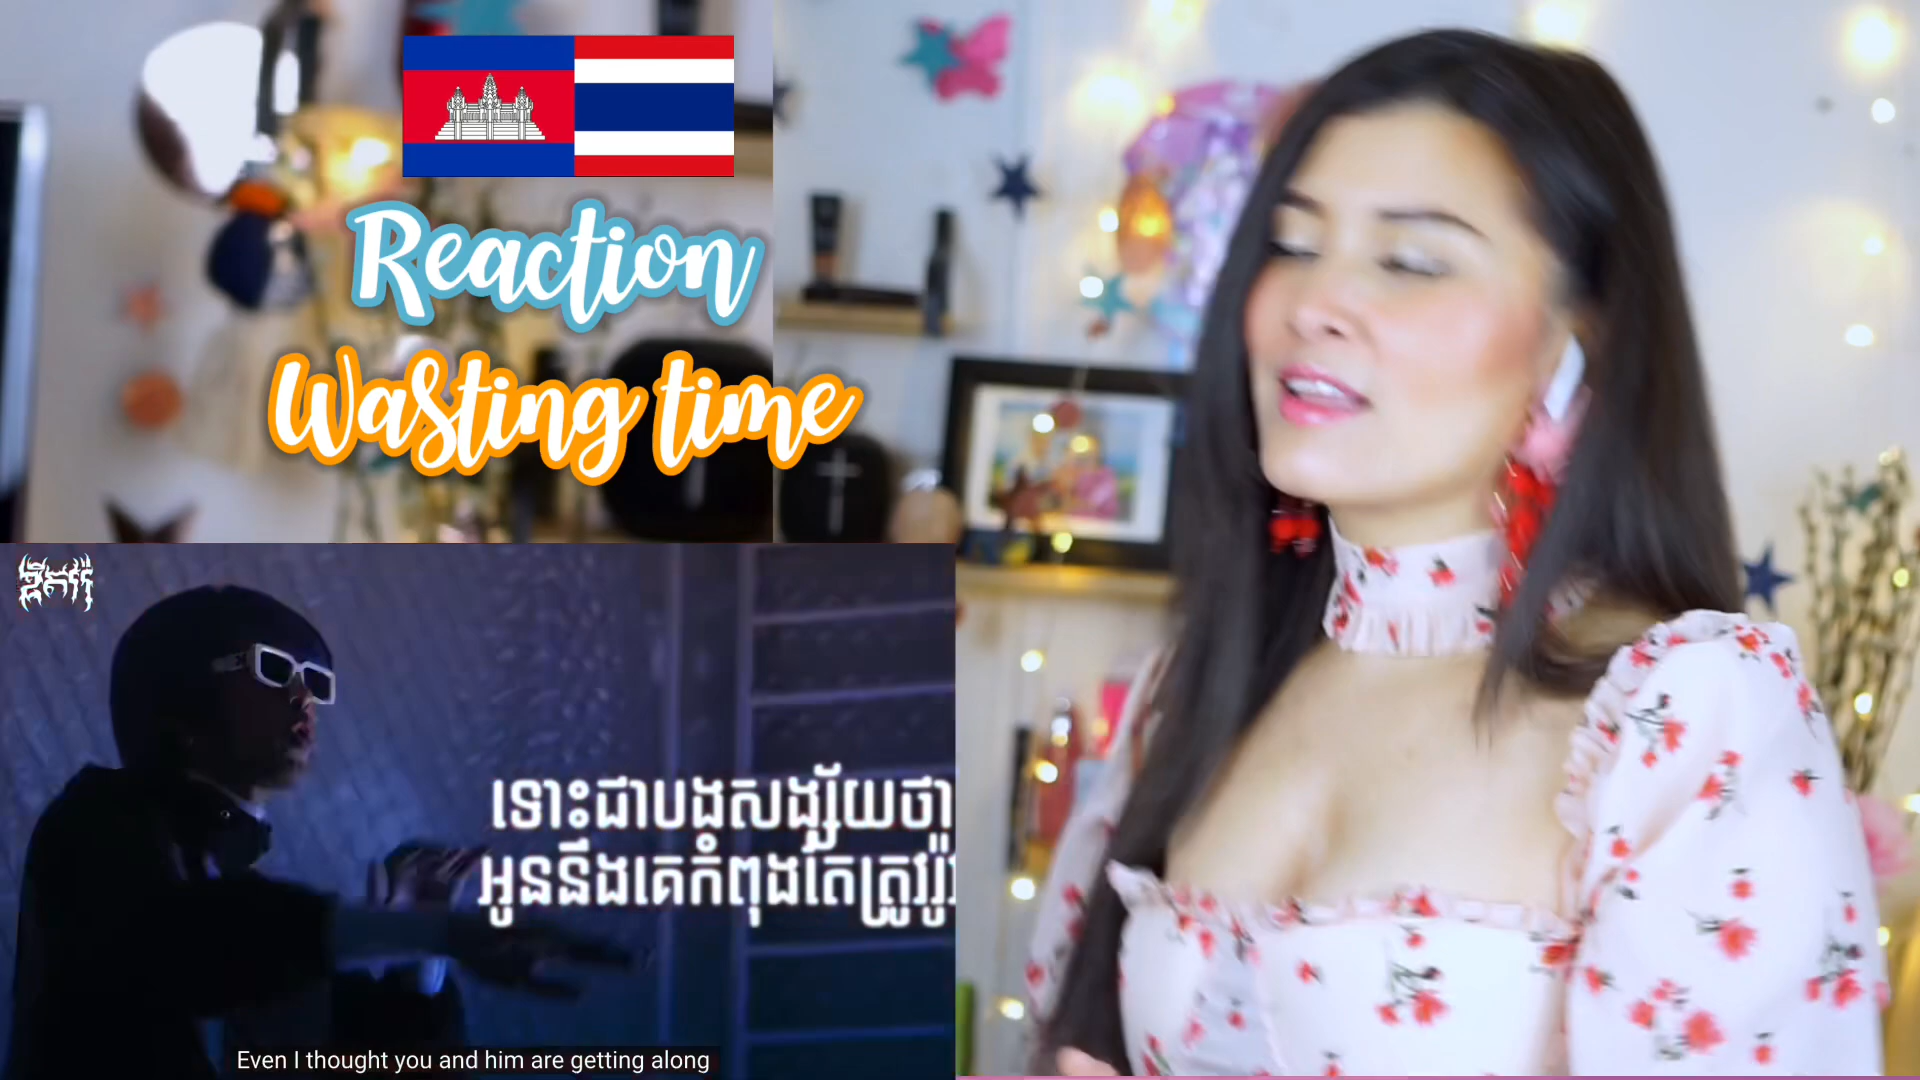 Reaction
Wasting time
ទោះជាបងសង្ស័យថា
អូននឹងគេកំពុងតែត្រូវ
Even I thought you and him are getting along